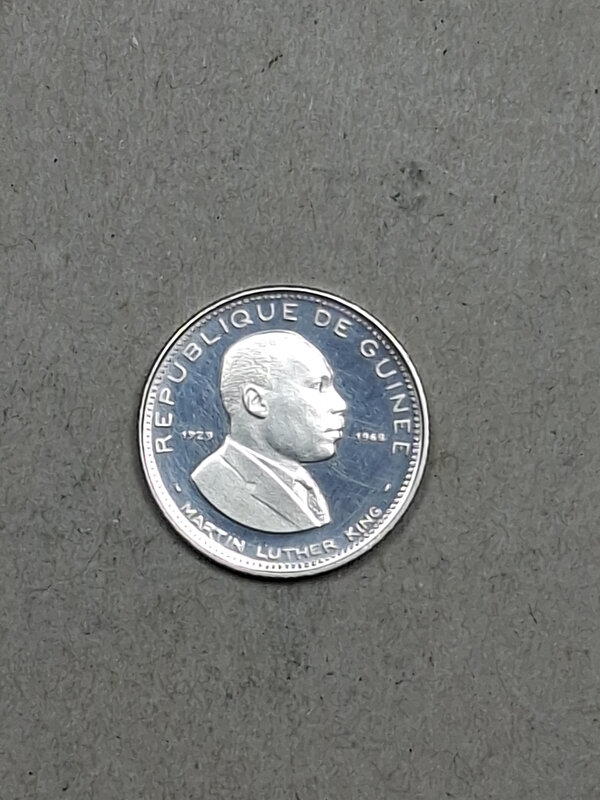 REPUBLIQUE DE GUINEE
1929 1968
- MARTIN LUTHER KING -